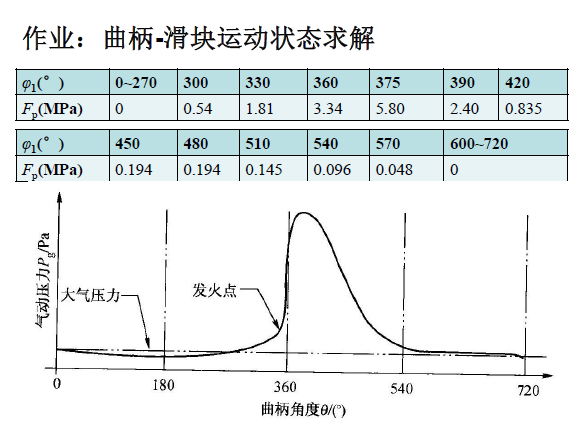 作业：曲柄-滑块运动状态求解
φ1(°) 0~270 300 330 360 375 390 420
Fp(MPa) 0 0.54 1.81 3.34 5.80 2.40 0.835
φ1(°) 450 480 510 540 570 600~720
Fp(MPa) 0.194 0.194 0.145 0.096 0.048 0
气动压力Pg/Pa
大气压力
发火点
0 180 360 540 720
曲柄角度θ/(°)